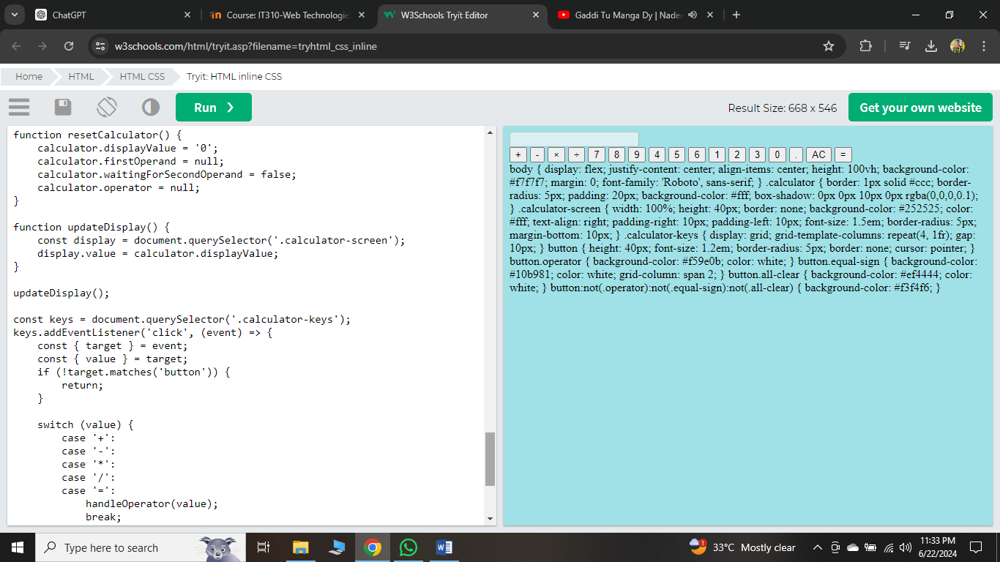 ChatGPT
Course: IT310-Web Technologie
W3Schools Tryit Editor
Gaddi Tu Manga Dy | Nade
w3schools.com/html/tryit.asp?filename=tryhtml_css_inline
Home
HTML
HTML CSS
Tryit: HTML inline CSS
Run ❯
Result Size: 668 x 546
Get your own website
function resetCalculator() {
    calculator.displayValue = '0';
    calculator.firstOperand = null;
    calculator.waitingForSecondOperand = false;
    calculator.operator = null;
}
function updateDisplay() {
    const display = document.querySelector('.calculator-screen');
    display.value = calculator.displayValue;
}
updateDisplay();
const keys = document.querySelector('.calculator-keys');
keys.addEventListener('click', (event) => {
    const { target } = event;
    const { value } = target;
    if (!target.matches('button')) {
        return;
    }
    switch (value) {
        case '+':
        case '-':
        case '*':
        case '/':
        case '=':
            handleOperator(value);
            break;
+ - × ÷ 7 8 9 4 5 6 1 2 3 0 . AC =
body { display: flex; justify-content: center; align-items: center; height: 100vh; background-color:
#f7f7f7; margin: 0; font-family: 'Roboto', sans-serif; } .calculator { border: 1px solid #ccc; border-
radius: 5px; padding: 20px; background-color: #fff; box-shadow: 0px 0px 10px 0px rgba(0,0,0,0.1);
} .calculator-screen { width: 100%; height: 40px; border: none; background-color: #252525; color:
#fff; text-align: right; padding-right: 10px; padding-left: 10px; font-size: 1.5em; border-radius: 5px;
margin-bottom: 10px; } .calculator-keys { display: grid; grid-template-columns: repeat(4, 1fr); gap:
10px; } button { height: 40px; font-size: 1.2em; border-radius: 5px; border: none; cursor: pointer; }
button.operator { background-color: #f59e0b; color: white; } button.equal-sign { background-color:
#10b981; color: white; grid-column: span 2; } button.all-clear { background-color: #ef4444; color:
white; } button:not(.operator):not(.equal-sign):not(.all-clear) { background-color: #f3f4f6; }
Type here to search
1
33°C Mostly clear
11:33 PM
6/22/2024